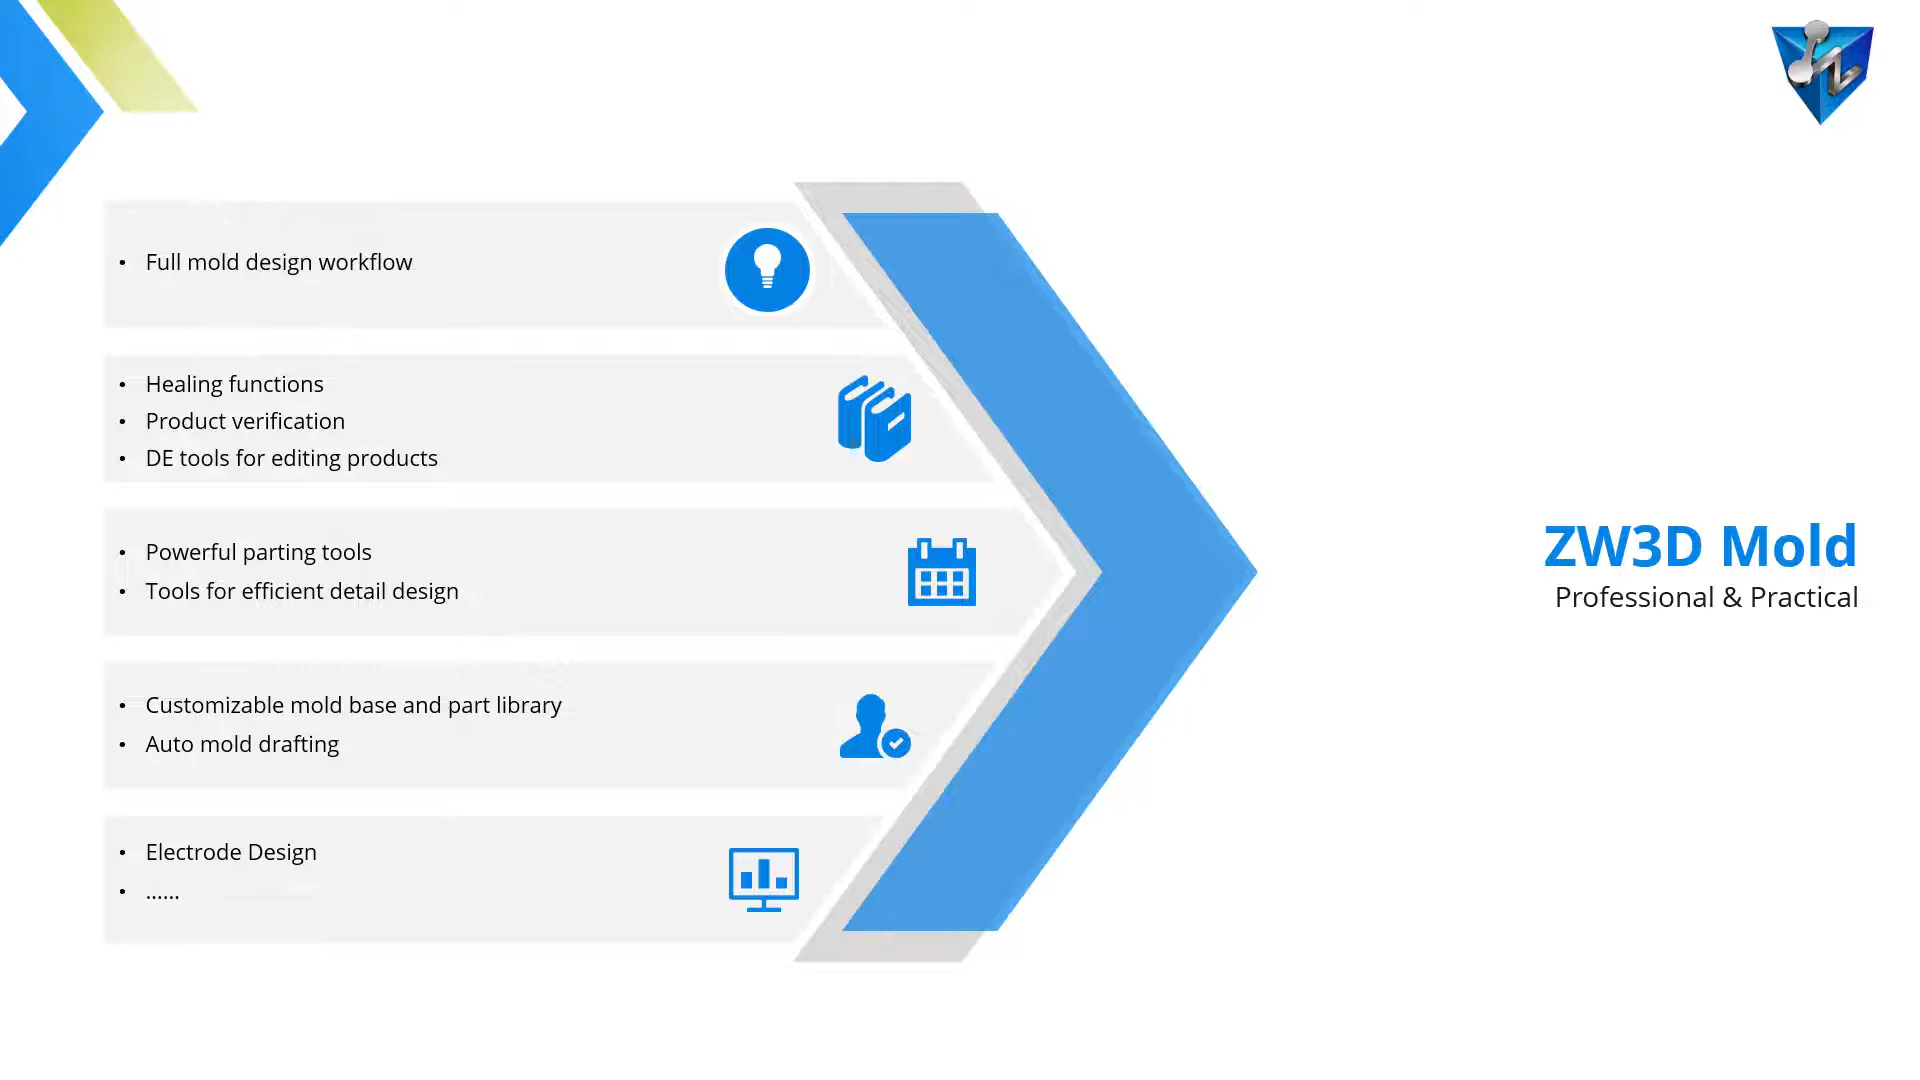 • Full mold design workflow
• Healing functions
• Product verification
• DE tools for editing products
• Powerful parting tools
• Tools for efficient detail design
• Customizable mold base and part library
• Auto mold drafting
• Electrode Design
• ......
ZW3D Mold
Professional & Practical